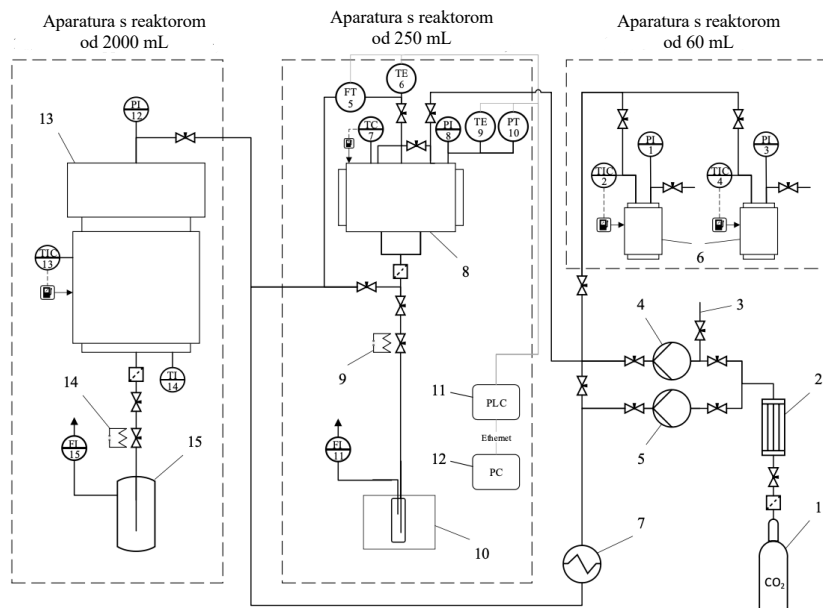 Aparatura s reaktorom
od 2000 mL
Aparatura s reaktorom
od 250 mL
Aparatura s reaktorom
od 60 mL
PI
12
13
TIC
13
TI
14
14
FI
15
15
FT
5
TE
6
TC
7
PI
8
TE
9
PT
10
8
9
FI
11
10
11
PLC
Ethernet
12
PC
TIC
2
PI
1
TIC
4
PI
3
6
4
3
5
2
7
1
CO₂